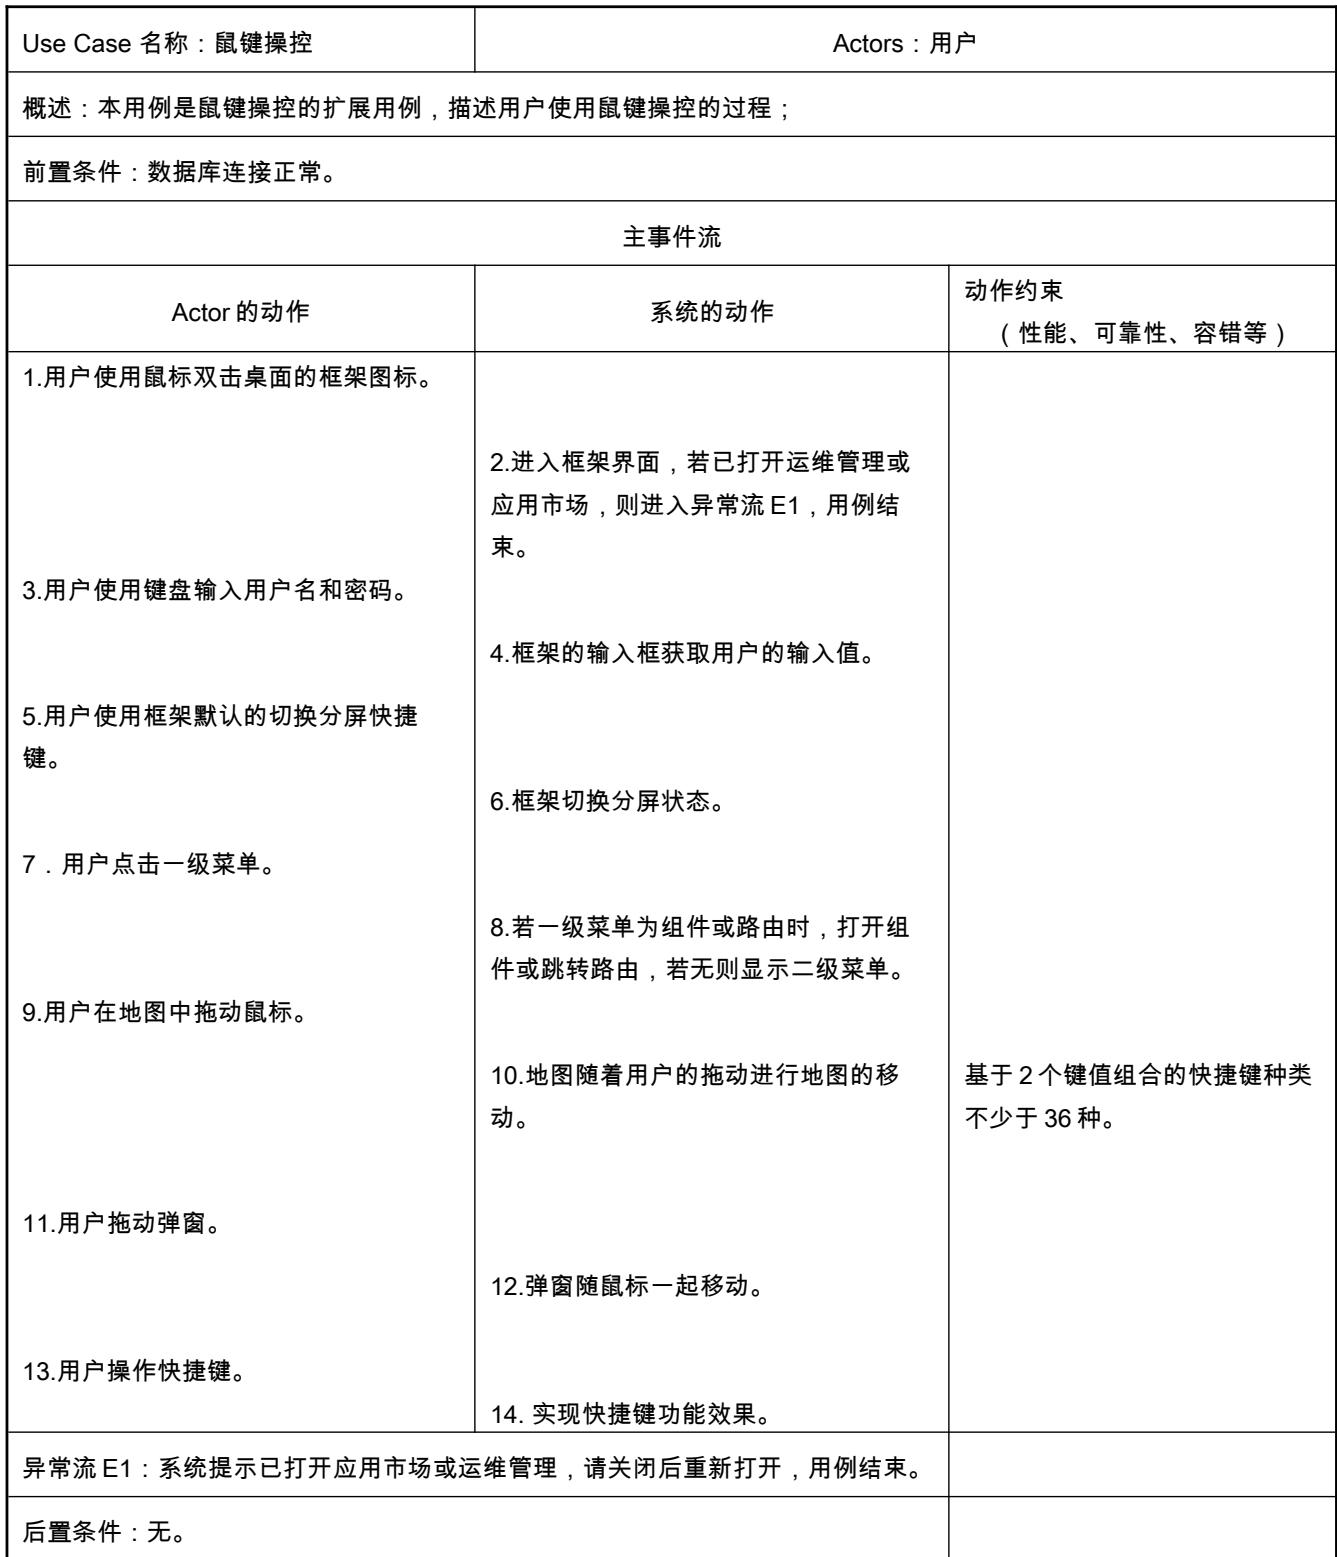 Use Case 名称：鼠键操控
Actors：用户
概述：本用例是鼠键操控的扩展用例，描述用户使用鼠键操控的过程；
前置条件：数据库连接正常。
主事件流
Actor 的动作
系统的动作
动作约束
（性能、可靠性、容错等）
1.用户使用鼠标双击桌面的框架图标。
2.进入框架界面，若已打开运维管理或
应用市场，则进入异常流 E1，用例结
束。
3.用户使用键盘输入用户名和密码。
4.框架的输入框获取用户的输入值。
5.用户使用框架默认的切换分屏快捷
键。
6.框架切换分屏状态。
7．用户点击一级菜单。
8.若一级菜单为组件或路由时，打开组
件或跳转路由，若无则显示二级菜单。
9.用户在地图中拖动鼠标。
10.地图随着用户的拖动进行地图的移
动。
基于 2 个键值组合的快捷键种类
不少于 36 种。
11.用户拖动弹窗。
12.弹窗随鼠标一起移动。
13.用户操作快捷键。
14. 实现快捷键功能效果。
异常流 E1：系统提示已打开应用市场或运维管理，请关闭后重新打开，用例结束。
后置条件：无。